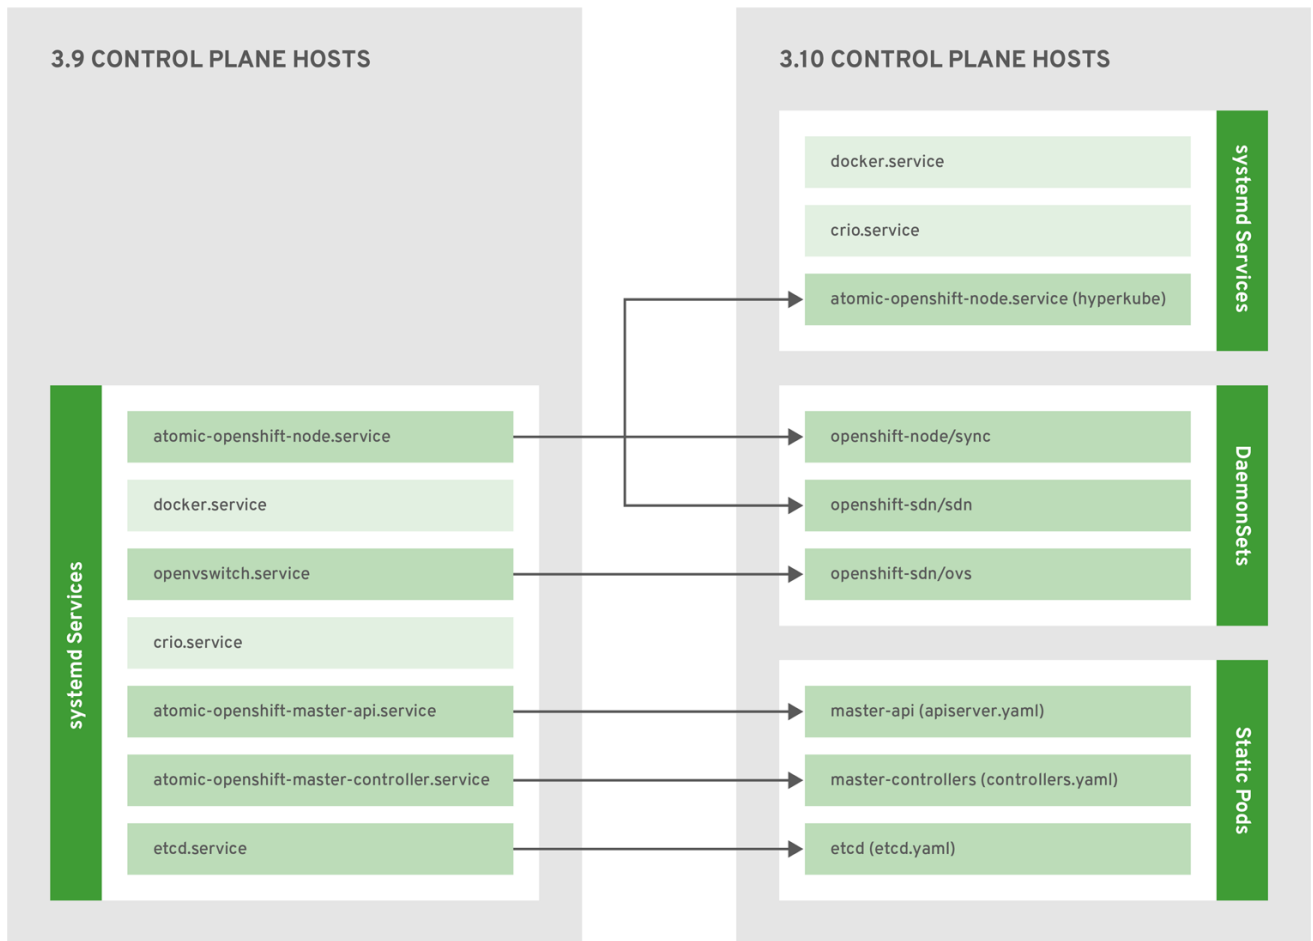 3.9 CONTROL PLANE HOSTS
systemd Services
atomic-openshift-node.service
docker.service
openvswitch.service
crio.service
atomic-openshift-master-api.service
atomic-openshift-master-controller.service
etcd.service
3.10 CONTROL PLANE HOSTS
docker.service
crio.service
atomic-openshift-node.service (hyperkube)
systemd Services
openshift-node/sync
openshift-sdn/sdn
openshift-sdn/ovs
DaemonSets
master-api (apiserver.yaml)
master-controllers (controllers.yaml)
etcd (etcd.yaml)
Static Pods